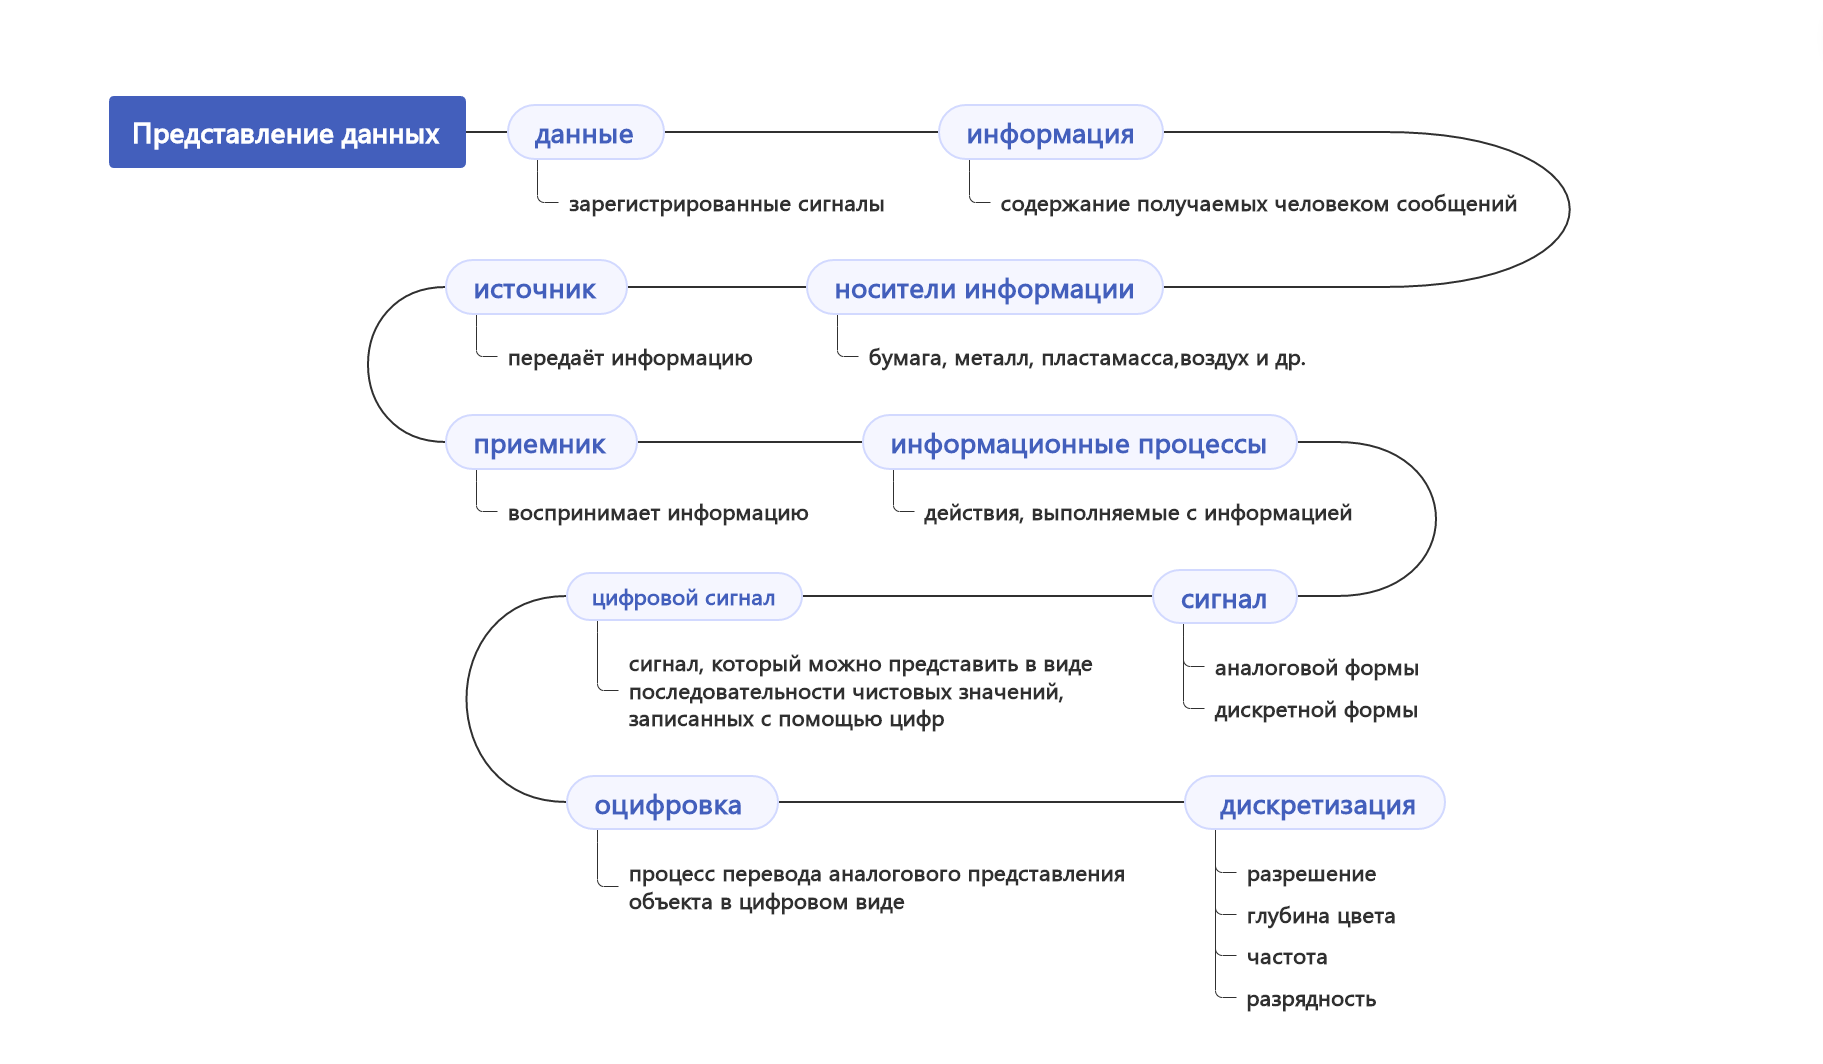 Представление данных
данные
зарегистрированные сигналы
информация
содержание получаемых человеком сообщений
носители информации
бумага, металл, пластамасса,воздух и др.
источник
передаёт информацию
приемник
воспринимает информацию
информационные процессы
действия, выполняемые с информацией
сигнал
аналоговой формы
дискретной формы
цифровой сигнал
сигнал, который можно представить в виде
последовательности чистовых значений,
записанных с помощью цифр
оцифровка
процесс перевода аналогового представления
объекта в цифровом виде
дискретизация
разрешение
глубина цвета
частота
разрядность